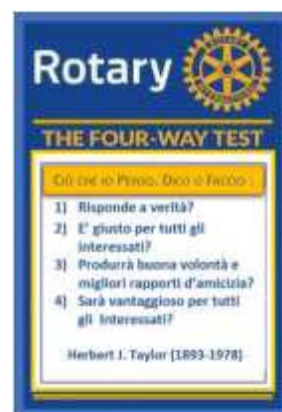 Rotary
THE FOUR-WAY TEST
CIÒ CHE IO PENSO, DICO O FACCIO :
1) Risponde a verità?
2) E' giusto per tutti gli
interessati?
3) Produrrà buona volontà e
migliori rapporti d'amicizia?
4) Sarà vantaggioso per tutti
gli Interessati?
Herbert J. Taylor (1893-1978)